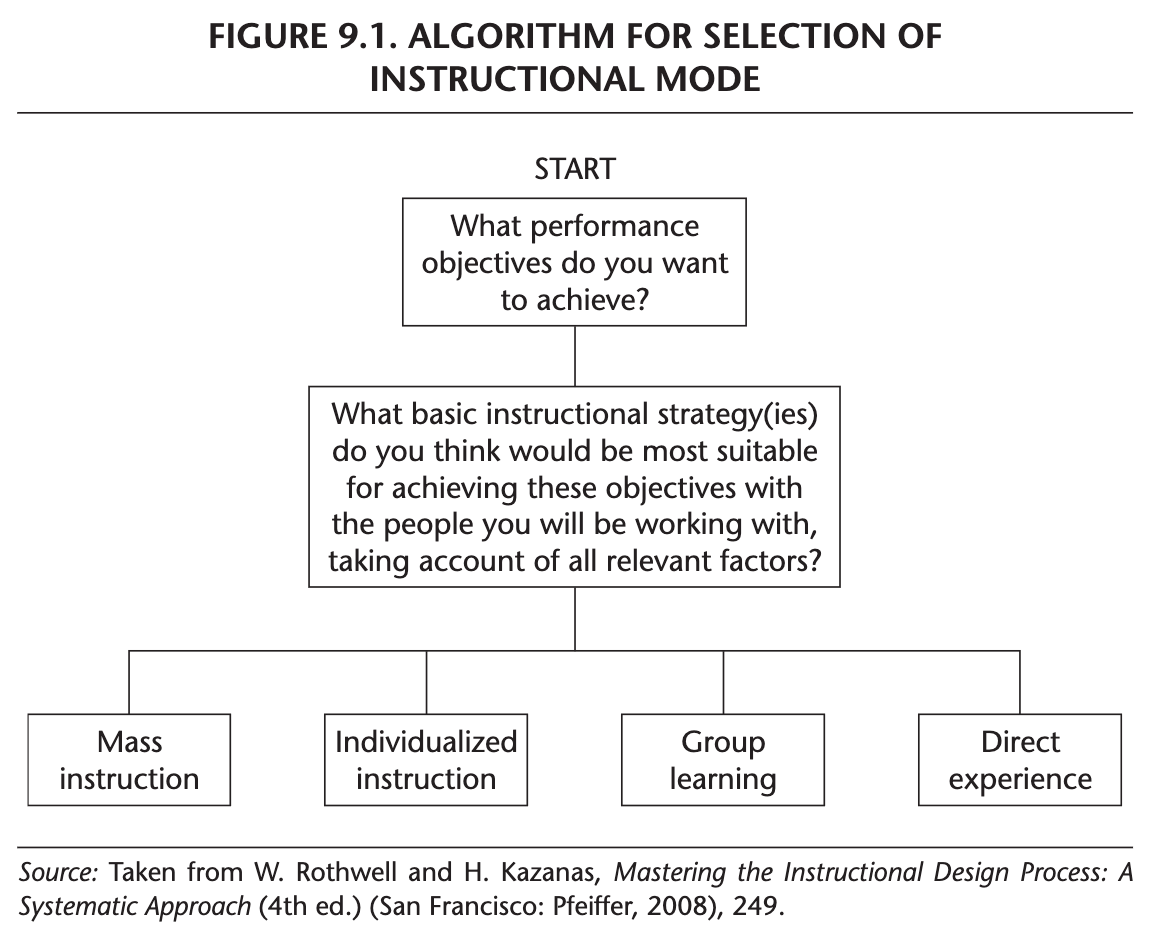 FIGURE 9.1. ALGORITHM FOR SELECTION OF
INSTRUCTIONAL MODE
START
What performance
objectives do you want
to achieve?
What basic instructional strategy(ies)
do you think would be most suitable
for achieving these objectives with
the people you will be working with,
taking account of all relevant factors?
Mass
instruction
Individualized
instruction
Group
learning
Direct
experience
Source: Taken from W. Rothwell and H. Kazanas, Mastering the Instructional Design Process: A
Systematic Approach (4th ed.) (San Francisco: Pfeiffer, 2008), 249.